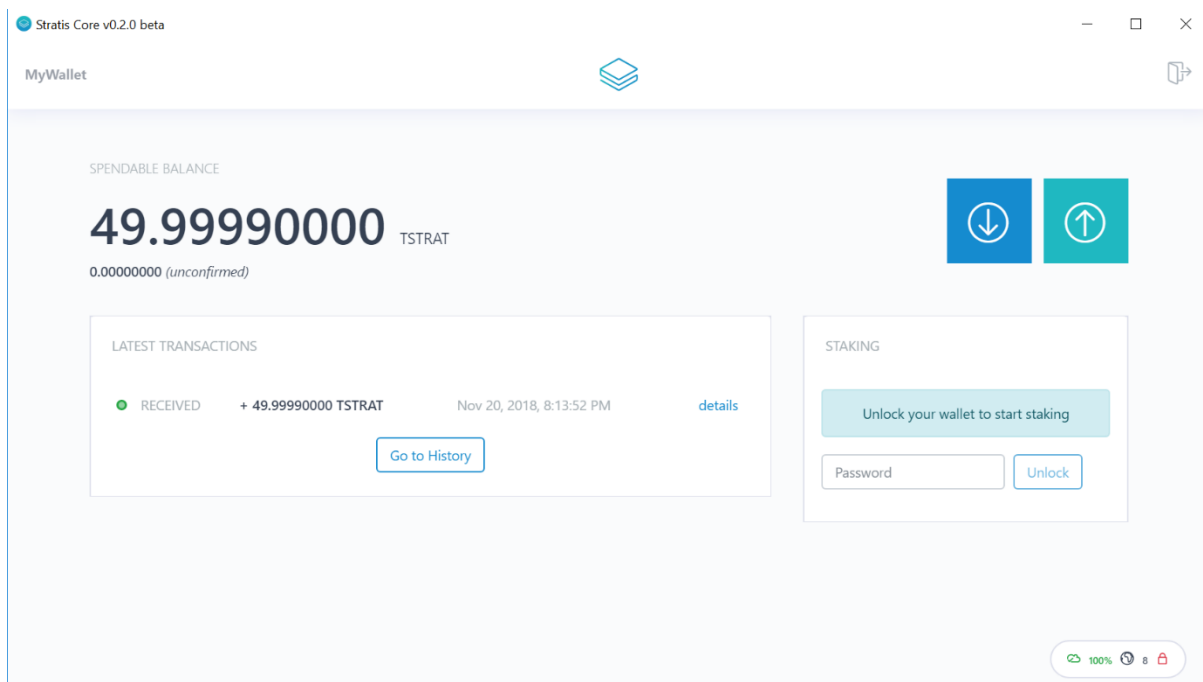 Stratis Core v0.2.0 beta
MyWallet
SPENDABLE BALANCE
49.99990000 TSTRAT
0.00000000 (unconfirmed)
LATEST TRANSACTIONS
RECEIVED + 49.99990000 TSTRAT Nov 20, 2018, 8:13:52 PM details
Go to History
STAKING
Unlock your wallet to start staking
Password Unlock
100% 8